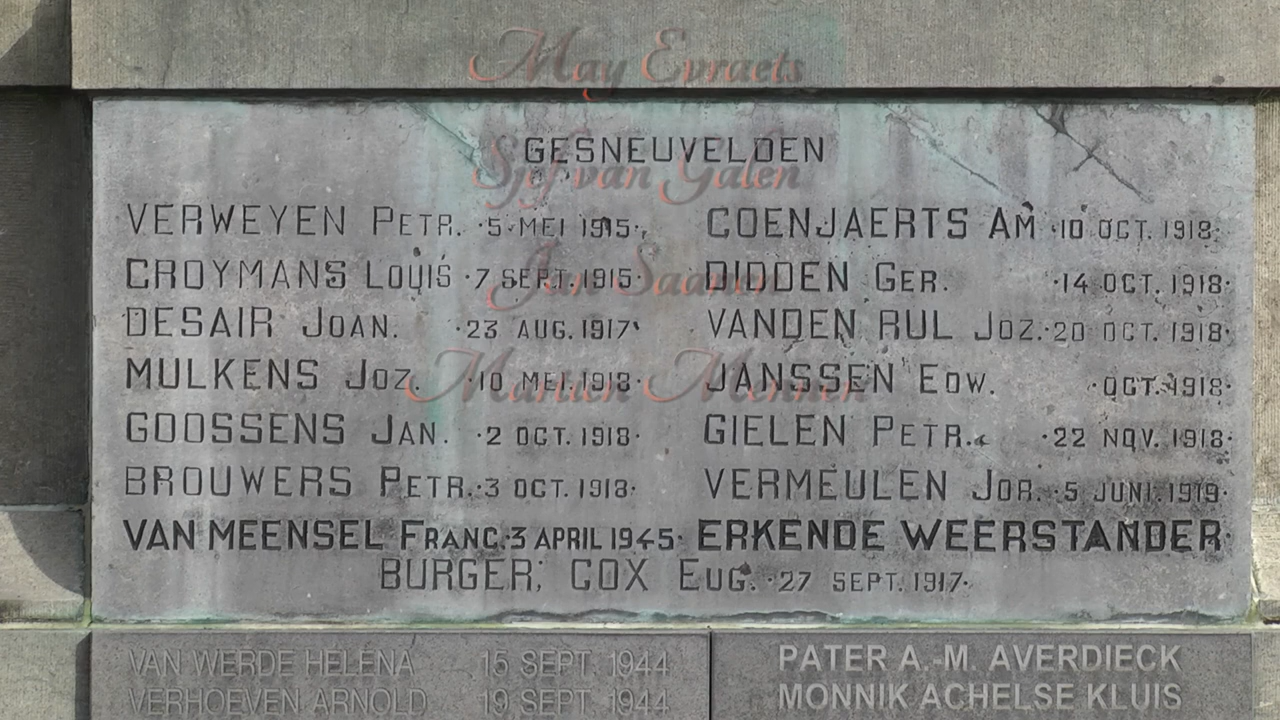 May Evraets
GESNEUVELDEN
Sjef van Galen
VERWEYEN PETR. ·5·MEI 1915·
COENJAERTS AM·10 OCT. 1918·
CROYMANS LOUIS ·7 SEPT. 1915·
DIDDEN GER. ·14 OCT. 1918·
Jan Saanen
DESAIR JOAN. ·23 AUG. 1917·
VANDEN RUL JOZ.·20 OCT. 1918·
MULKENS JOZ. ·10 MEI. 1918·
JANSSEN EDW. · OCT. 1918·
Martien Mennen
GOOSSENS JAN. ·2 OCT. 1918·
GIELEN PETR. ·22 NOV. 1918·
BROUWERS PETR.·3 OCT. 1918·
VERMEULEN JOR.·5 JUNI. 1919·
VAN MEENSEL FRANC·3 APRIL 1945· ERKENDE WEERSTANDER·
BURGER; COX EUG. ·27 SEPT. 1917·
VAN WERDE HELENA 15 SEPT. 1944
PATER A.-M. AVERDIECK
VERHOEVEN ARNOLD 19 SEPT. 1944
MONNIK ACHELSE KLUIS